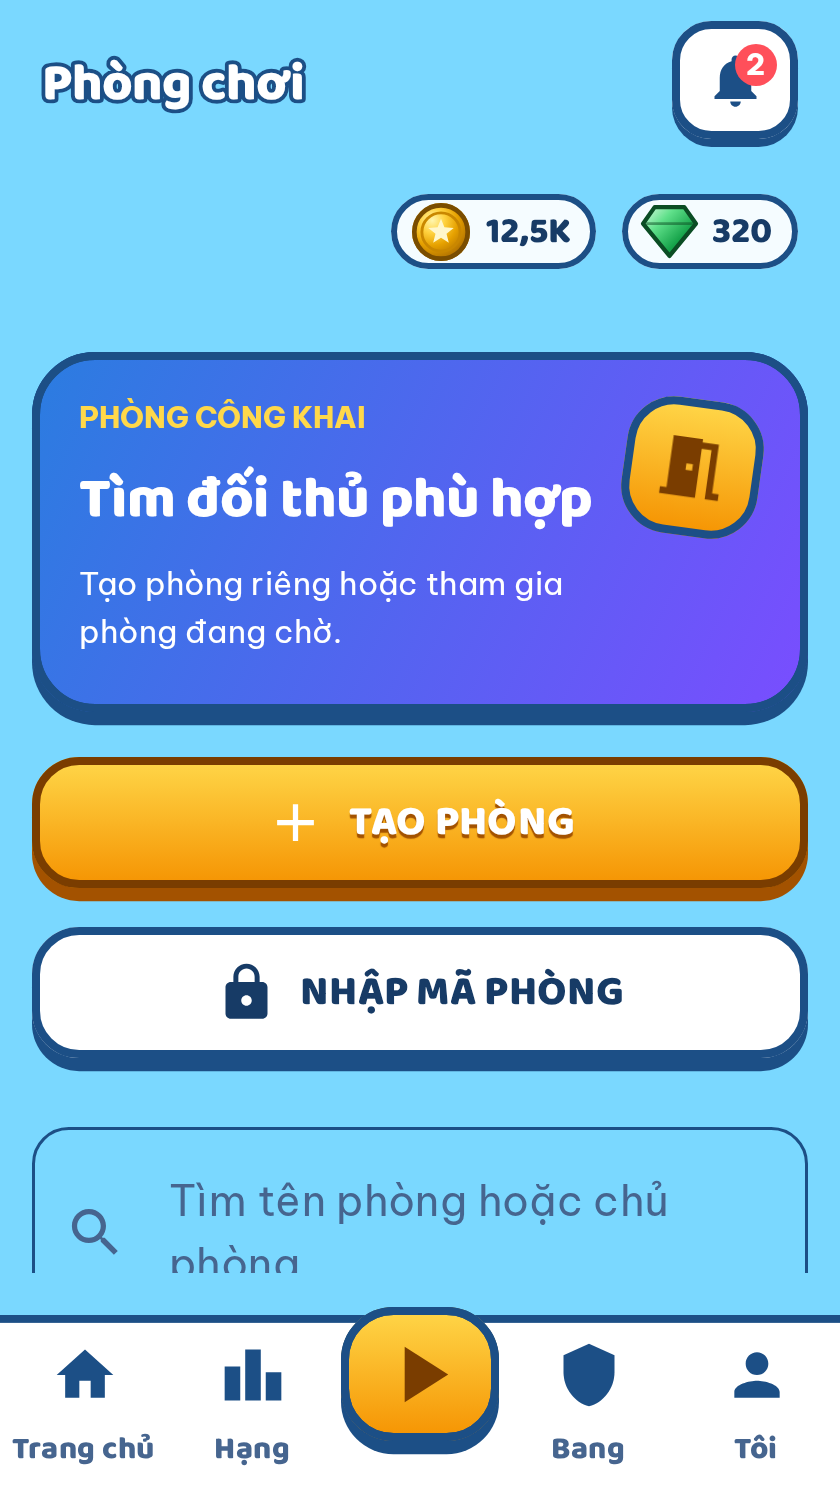 Phòng chơi
2
12,5K
320
PHÒNG CÔNG KHAI
Tìm đối thủ phù hợp
Tạo phòng riêng hoặc tham gia
phòng đang chờ.
TẠO PHÒNG
NHẬP MÃ PHÒNG
Tìm tên phòng hoặc chủ
phòng
Trang chủ
Hạng
Bang
Tôi